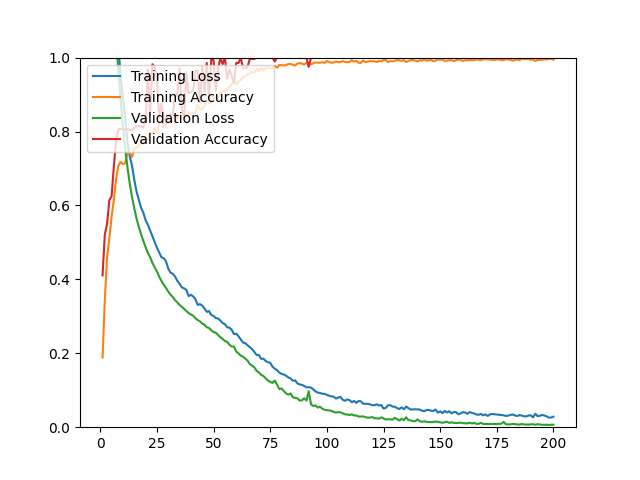 1.0
0.8
0.6
0.4
0.2
0.0
Training Loss
Training Accuracy
Validation Loss
Validation Accuracy
0 25 50 75 100 125 150 175 200